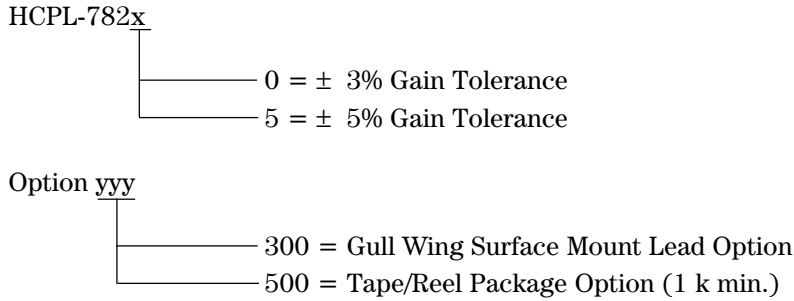 HCPL-782x
0 = ± 3% Gain Tolerance
5 = ± 5% Gain Tolerance
Option yyy
300 = Gull Wing Surface Mount Lead Option
500 = Tape/Reel Package Option (1 k min.)